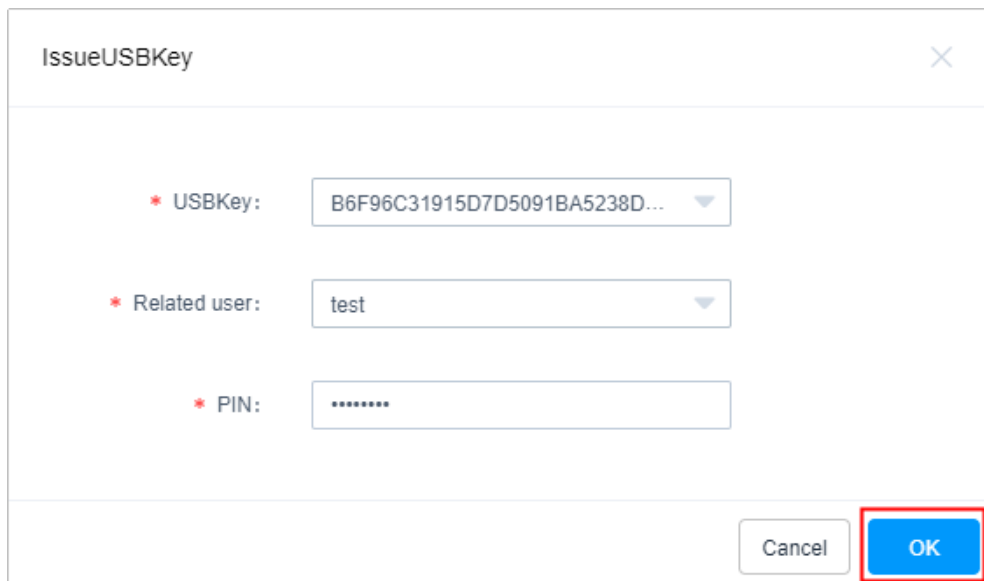 IssueUSBKey
* USBKey: B6F96C31915D7D5091BA5238D...
* Related user: test
* PIN: ••••••••
Cancel OK